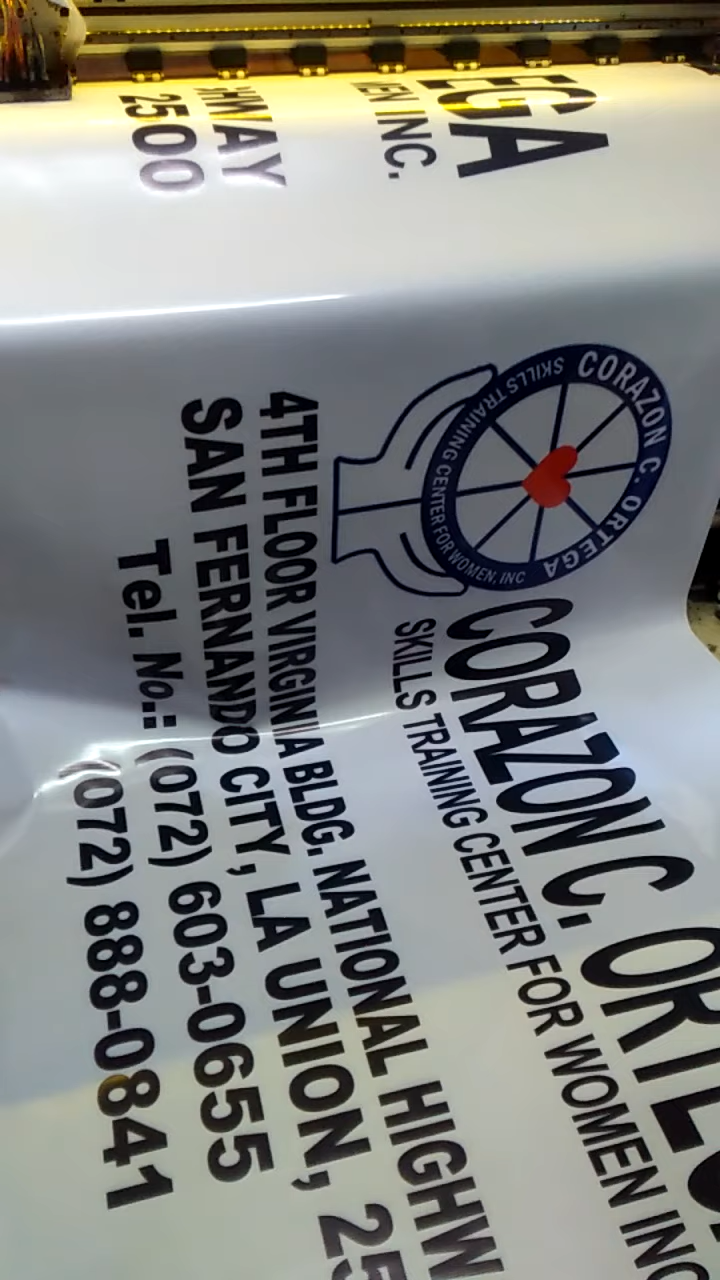 EGA
EN INC.
HWAY
2500
CORAZON C. ORTEGA
SKILLS TRAINING CENTER FOR WOMEN, INC
CORAZON C. ORTEG
SKILLS TRAINING CENTER FOR WOMEN INC
4TH FLOOR VIRGINIA BLDG. NATIONAL HIGHW
SAN FERNANDO CITY, LA UNION, 25
Tel. No.: (072) 603-0655
(072) 888-0841